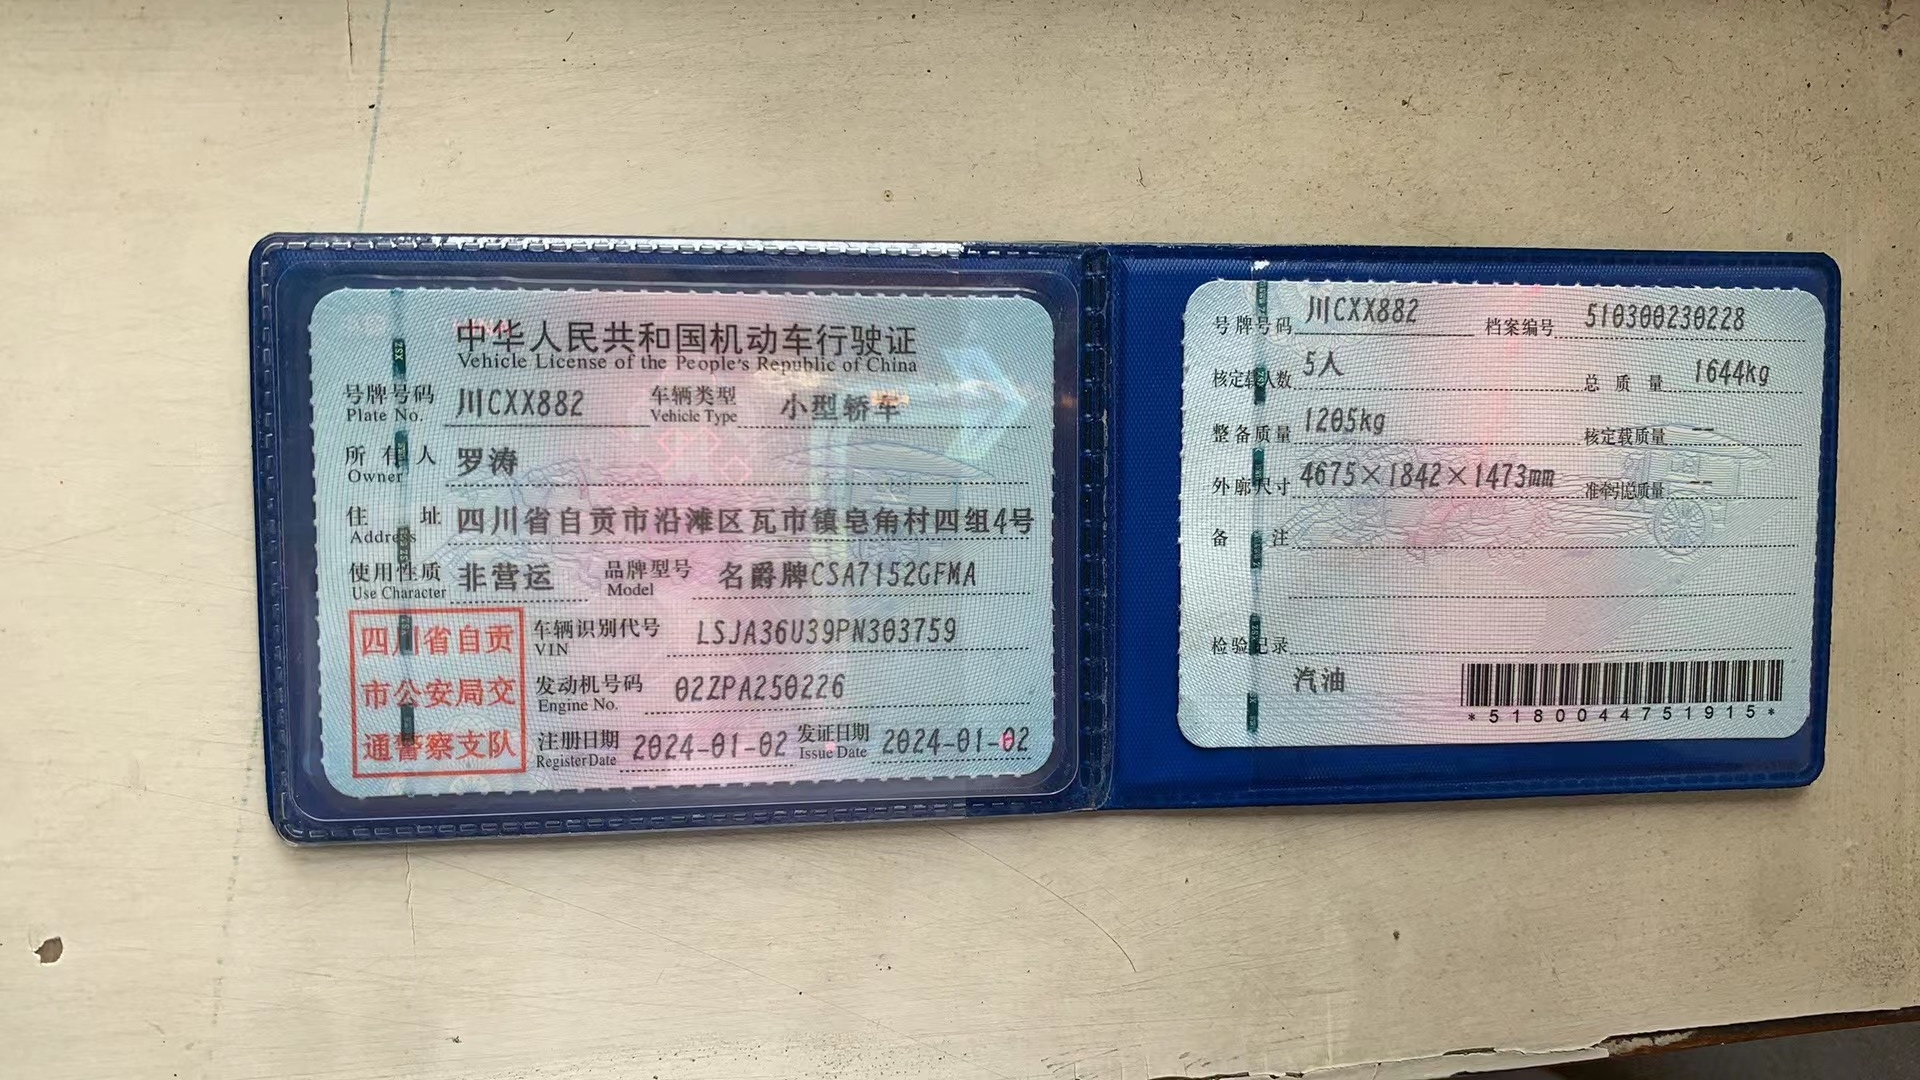 中华人民共和国机动车行驶证
Vehicle License of the People's Republic of China
号牌号码 川CXX882 车辆类型 小型轿车
Plate No. Vehicle Type
所有人 罗涛
Owner
住址 四川省自贡市沿滩区瓦市镇皂角村四组4号
Address
使用性质 非营运 品牌型号 名爵牌CSA7152GFMA
Use Character Model
四川省自贡
市公安局交
通警察支队
车辆识别代号 LSJA36U39PN303759
VIN
发动机号码 02ZPA250226
Engine No.
注册日期 2024-01-02 发证日期 2024-01-02
Register Date Issue Date
号牌号码 川CXX882 档案编号 510300230228
核定载人数 5人 总质量 1644kg
整备质量 1205kg 核定载质量 --
外廓尺寸 4675×1842×1473mm 准牵引总质量 --
备注
检验记录
汽油
*5180044751915*